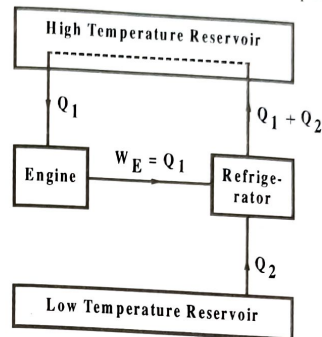 High Temperature Reservoir
Q1
Q1 + Q2
WE = Q1
Engine
Refrige-
rator
Q2
Low Temperature Reservoir